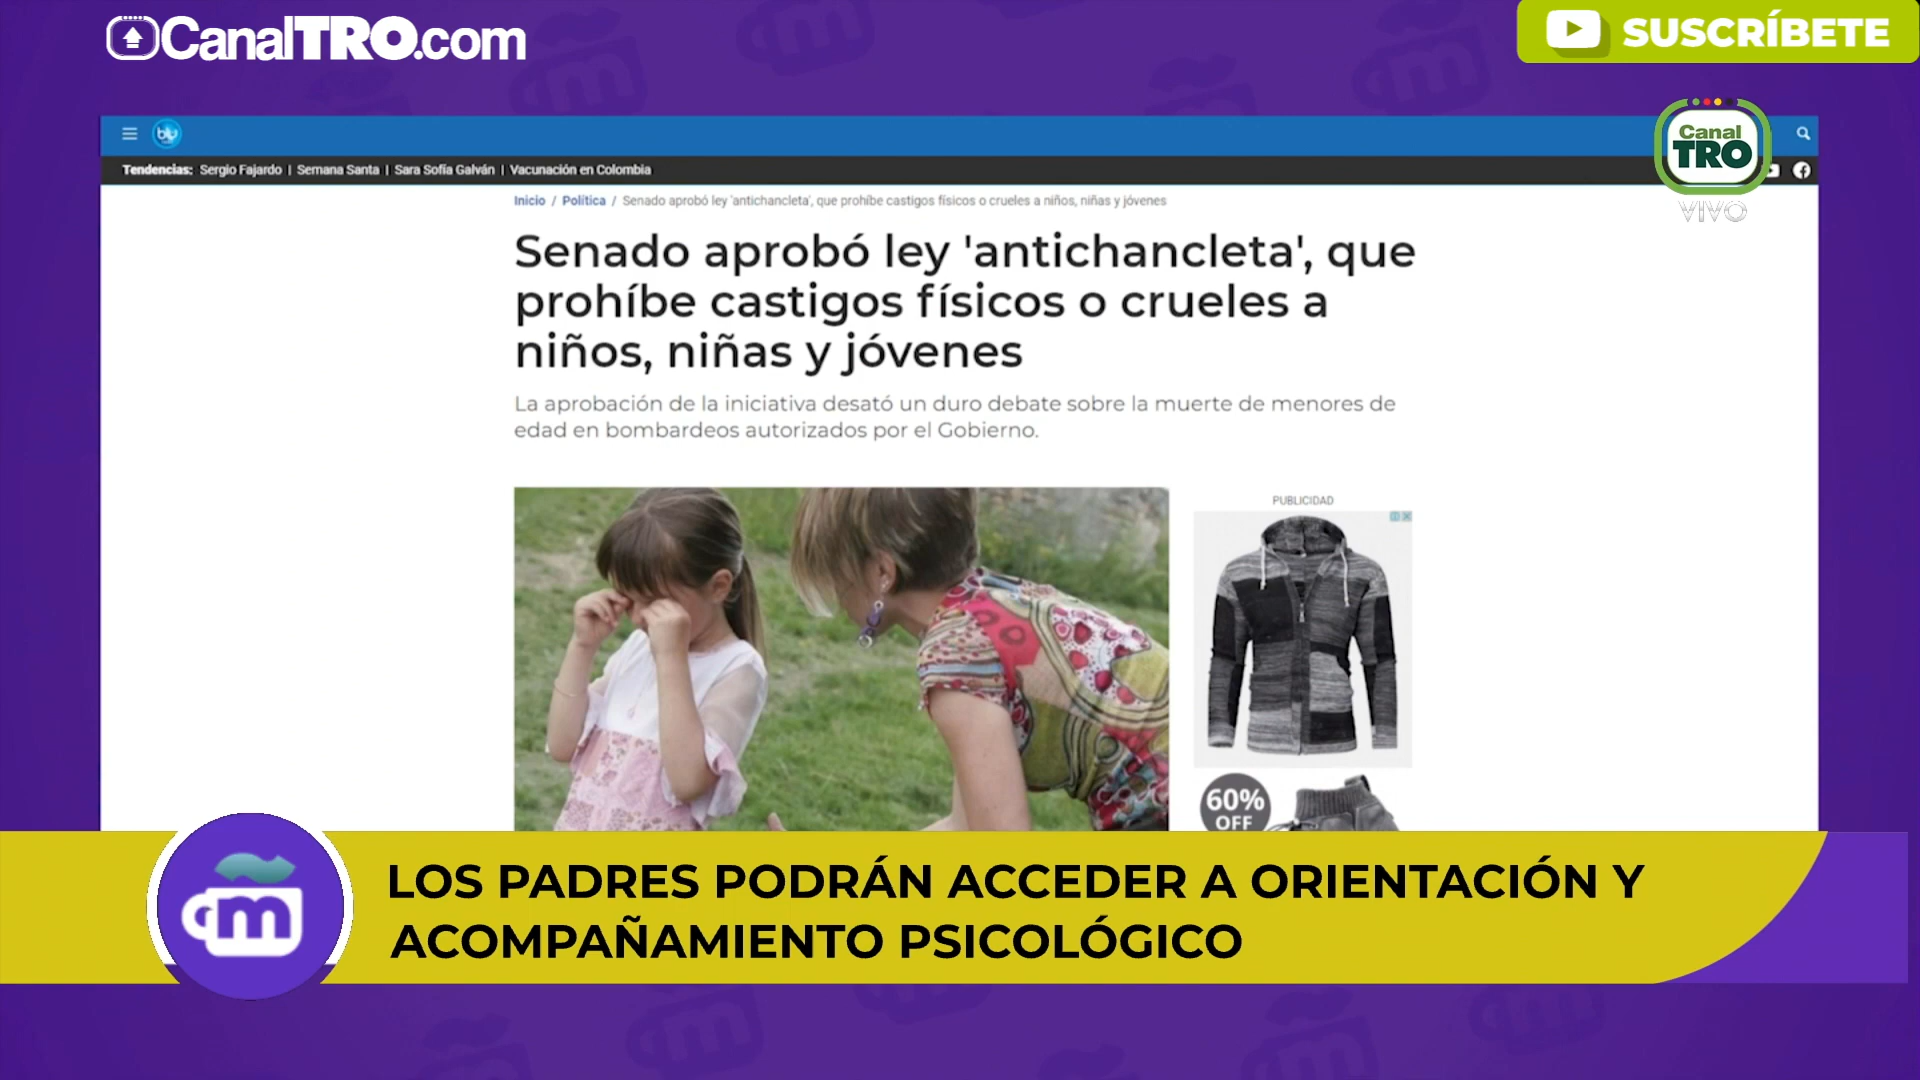 CanalTRO.com
SUSCRÍBETE
blu
Canal
TRO
VIVO
Tendencias: Sergio Fajardo | Semana Santa | Sara Sofía Galván | Vacunación en Colombia
Inicio / Política / Senado aprobó ley 'antichancleta', que prohíbe castigos físicos o crueles a niños, niñas y jóvenes
Senado aprobó ley 'antichancleta', que
prohíbe castigos físicos o crueles a
niños, niñas y jóvenes
La aprobación de la iniciativa desató un duro debate sobre la muerte de menores de
edad en bombardeos autorizados por el Gobierno.
PUBLICIDAD
60%
OFF
m
LOS PADRES PODRÁN ACCEDER A ORIENTACIÓN Y
ACOMPAÑAMIENTO PSICOLÓGICO